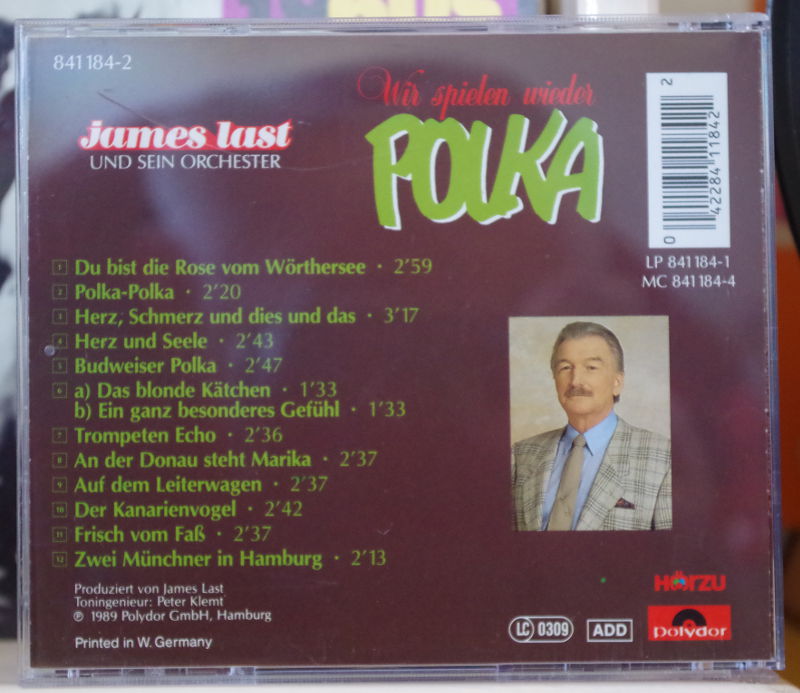 841 184-2
Wir spielen wieder
POLKA
james last
UND SEIN ORCHESTER
2
42284 11842
0
LP 841 184-1
MC 841 184-4
1 Du bist die Rose vom Wörthersee · 2’59
2 Polka-Polka · 2’20
3 Herz, Schmerz und dies und das · 3’17
4 Herz und Seele · 2’43
5 Budweiser Polka · 2’47
6 a) Das blonde Kätchen · 1’33
b) Ein ganz besonderes Gefühl · 1’33
7 Trompeten Echo · 2’36
8 An der Donau steht Marika · 2’37
9 Auf dem Leiterwagen · 2’37
10 Der Kanarienvogel · 2’42
11 Frisch vom Faß · 2’37
12 Zwei Münchner in Hamburg · 2’13
Produziert von James Last
Toningenieur: Peter Klemt
℗ 1989 Polydor GmbH, Hamburg
Printed in W. Germany
LC 0309
ADD
HÖRZU
polydor